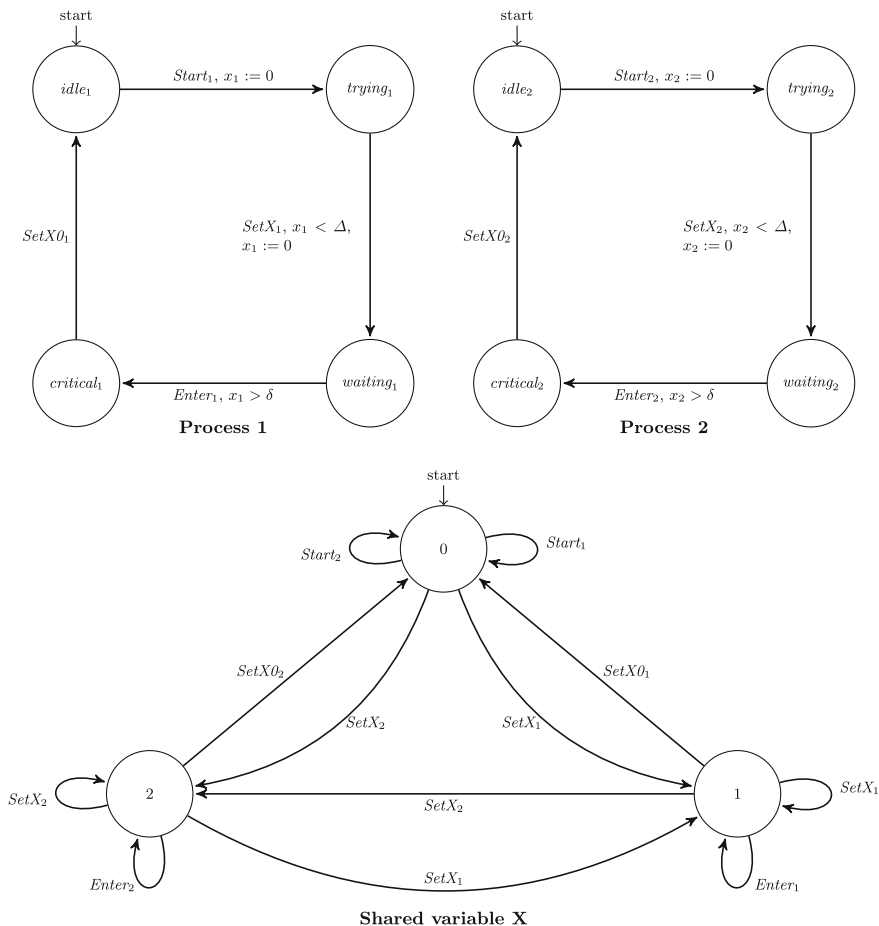 start
start
idle₁
Start₁, x₁ := 0
trying₁
idle₂
Start₂, x₂ := 0
trying₂
SetX0₁
SetX₁, x₁ < Δ,
x₁ := 0
SetX0₂
SetX₂, x₂ < Δ,
x₂ := 0
critical₁
Enter₁, x₁ > δ
waiting₁
critical₂
Enter₂, x₂ > δ
waiting₂
Process 1
Process 2
start
Start₂
0
Start₁
SetX0₂
SetX0₁
SetX₂
SetX₁
SetX₂
2
SetX₂
1
SetX₁
Enter₂
SetX₁
Enter₁
Shared variable X